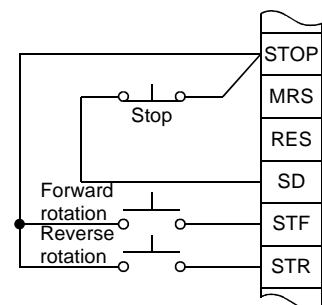 STOP
MRS
Stop
RES
SD
Forward
rotation
STF
Reverse
rotation
STR